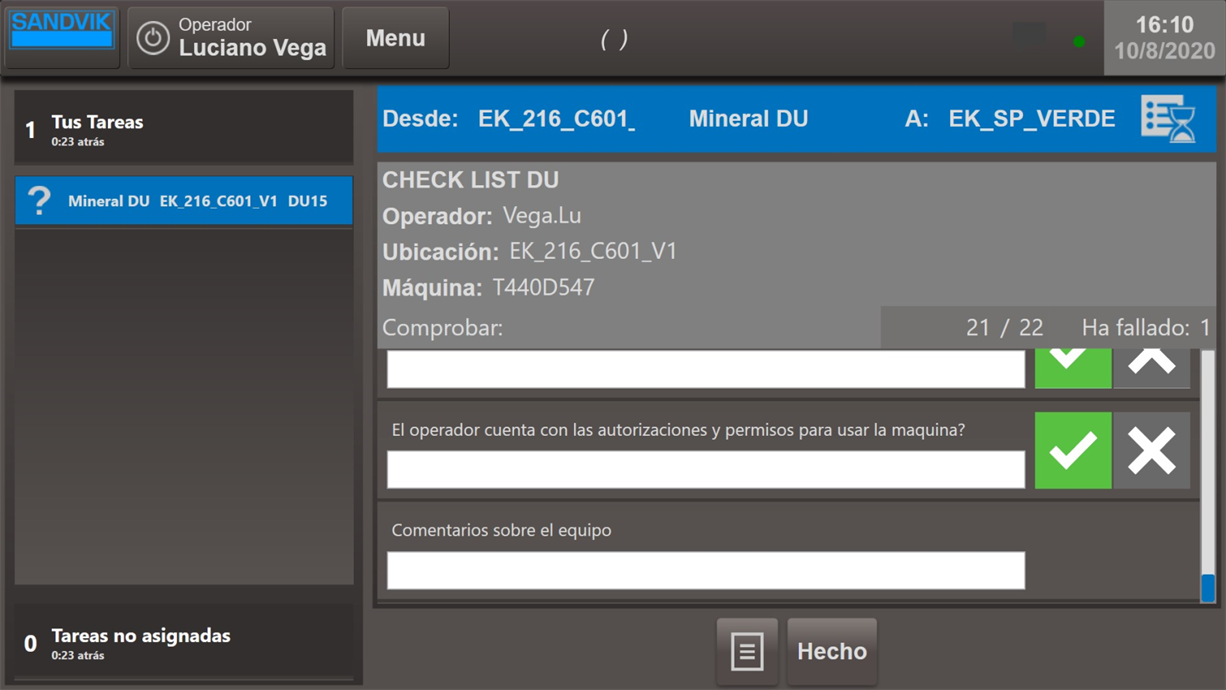 SANDVIK
Operador
Luciano Vega
Menu
( )
16:10
10/8/2020
1 Tus Tareas
0:23 atrás
? Mineral DU EK_216_C601_V1 DU15
0 Tareas no asignadas
0:23 atrás
Desde: EK_216_C601_ Mineral DU A: EK_SP_VERDE
CHECK LIST DU
Operador: Vega.Lu
Ubicación: EK_216_C601_V1
Máquina: T440D547
Comprobar: 21 / 22 Ha fallado: 1
El operador cuenta con las autorizaciones y permisos para usar la maquina?
Comentarios sobre el equipo
Hecho